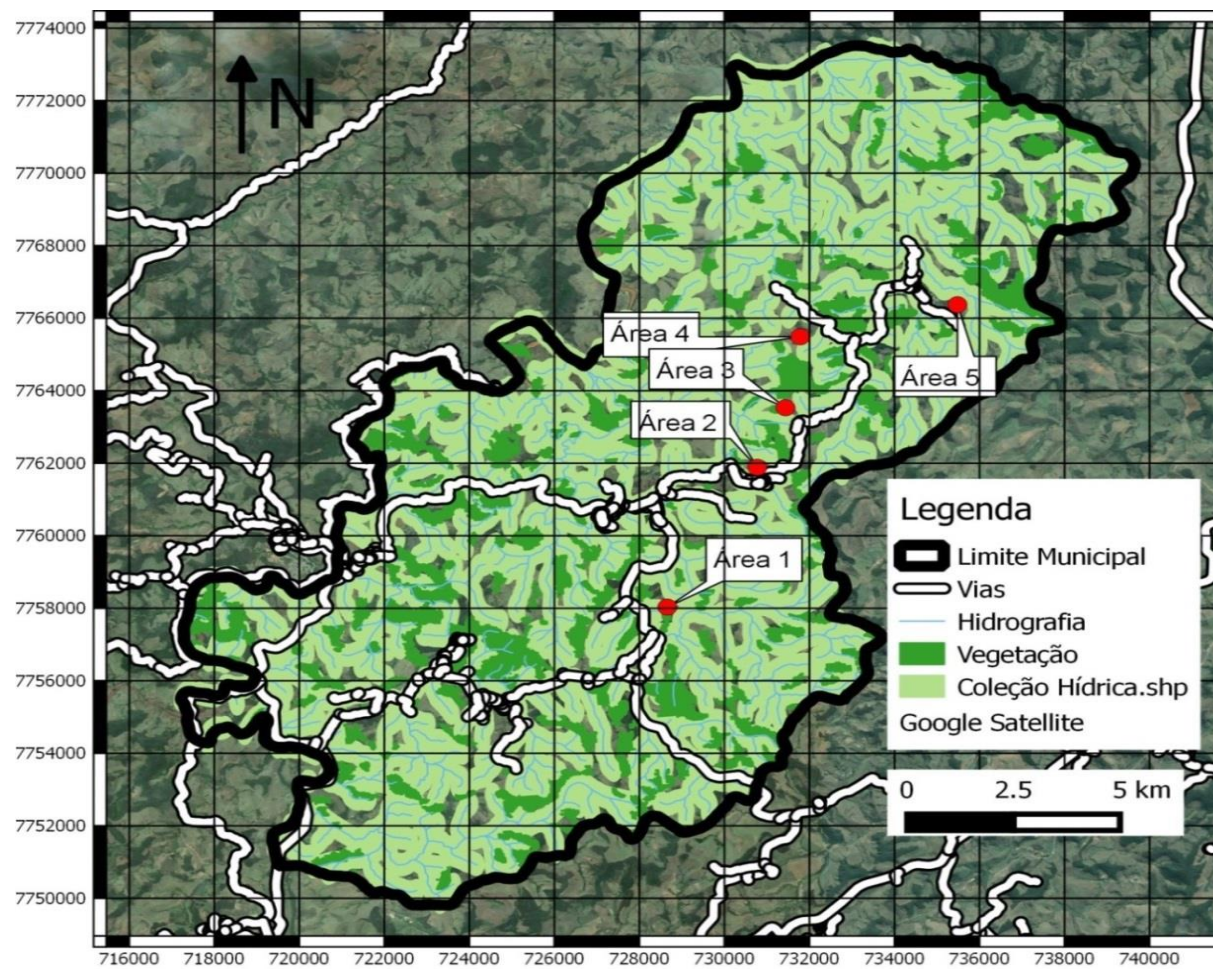 7774000
7772000
7770000
7768000
7766000
7764000
7762000
7760000
7758000
7756000
7754000
7752000
7750000
N
Área 4
Área 3
Área 2
Área 5
Área 1
Legenda
Limite Municipal
Vias
Hidrografia
Vegetação
Coleção Hídrica.shp
Google Satellite
0 2.5 5 km
716000 718000 720000 722000 724000 726000 728000 730000 732000 734000 736000 738000 740000